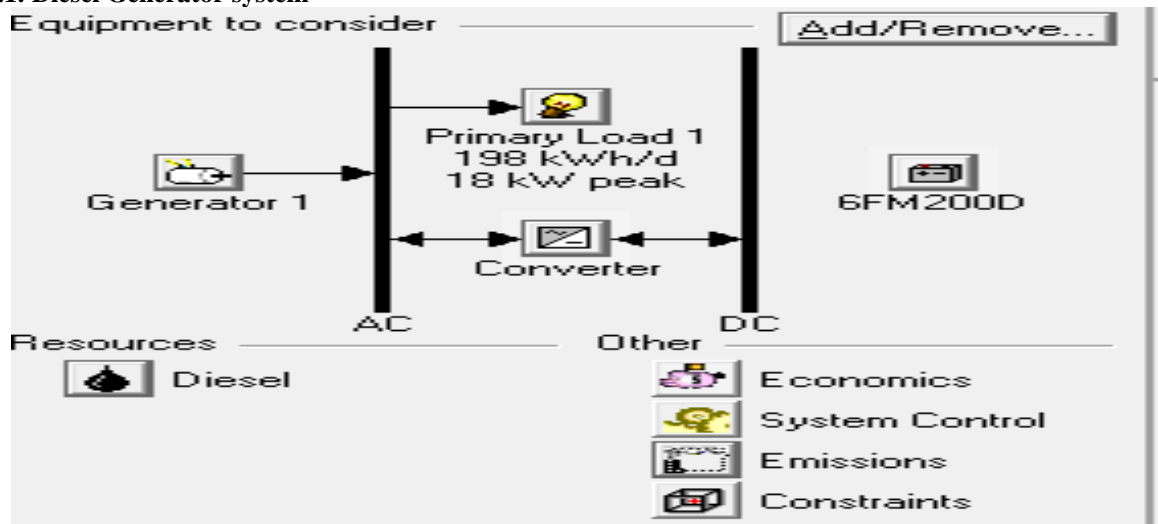 .1. Diesel Generator system
Equipment to consider
Add/Remove...
Primary Load 1
198 kWh/d
18 kW peak
Generator 1
6FM200D
Converter
AC
DC
Resources
Other
Diesel
Economics
System Control
Emissions
Constraints